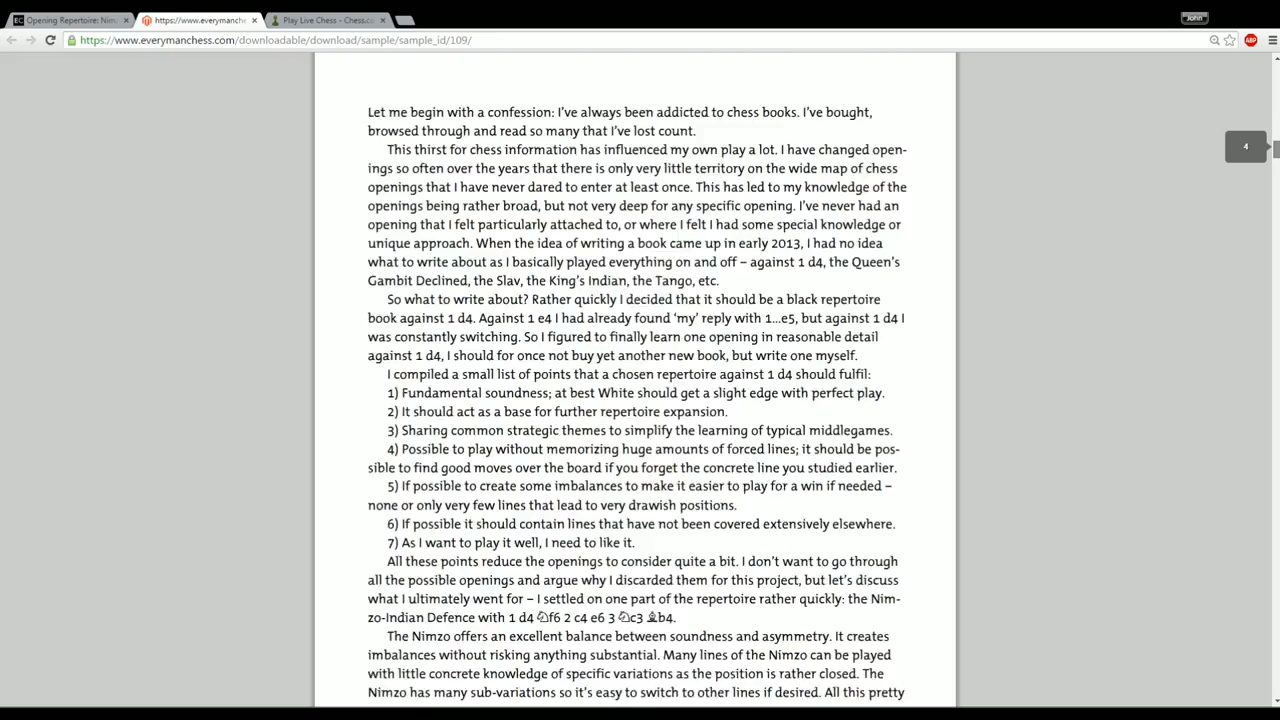 Opening Repertoire: Nim
https://www.everymanche
Play Live Chess - Chess.co
John
https://www.everymanchess.com/downloadable/download/sample/sample_id/109/
ABP
Let me begin with a confession: I've always been addicted to chess books. I've bought,
browsed through and read so many that I've lost count.
This thirst for chess information has influenced my own play a lot. I have changed open-
ings so often over the years that there is only very little territory on the wide map of chess
openings that I have never dared to enter at least once. This has led to my knowledge of the
openings being rather broad, but not very deep for any specific opening. I've never had an
opening that I felt particularly attached to, or where I felt I had some special knowledge or
unique approach. When the idea of writing a book came up in early 2013, I had no idea
what to write about as I basically played everything on and off – against 1 d4, the Queen's
Gambit Declined, the Slav, the King's Indian, the Tango, etc.
So what to write about? Rather quickly I decided that it should be a black repertoire
book against 1 d4. Against 1 e4 I had already found 'my' reply with 1...e5, but against 1 d4 I
was constantly switching. So I figured to finally learn one opening in reasonable detail
against 1 d4, I should for once not buy yet another new book, but write one myself.
I compiled a small list of points that a chosen repertoire against 1 d4 should fulfil:
1) Fundamental soundness; at best White should get a slight edge with perfect play.
2) It should act as a base for further repertoire expansion.
3) Sharing common strategic themes to simplify the learning of typical middlegames.
4) Possible to play without memorizing huge amounts of forced lines; it should be pos-
sible to find good moves over the board if you forget the concrete line you studied earlier.
5) If possible to create some imbalances to make it easier to play for a win if needed –
none or only very few lines that lead to very drawish positions.
6) If possible it should contain lines that have not been covered extensively elsewhere.
7) As I want to play it well, I need to like it.
All these points reduce the openings to consider quite a bit. I don't want to go through
all the possible openings and argue why I discarded them for this project, but let's discuss
what I ultimately went for – I settled on one part of the repertoire rather quickly: the Nim-
zo-Indian Defence with 1 d4 ♘f6 2 c4 e6 3 ♘c3 ♗b4.
The Nimzo offers an excellent balance between soundness and asymmetry. It creates
imbalances without risking anything substantial. Many lines of the Nimzo can be played
with little concrete knowledge of specific variations as the position is rather closed. The
Nimzo has many sub-variations so it's easy to switch to other lines if desired. All this pretty
4